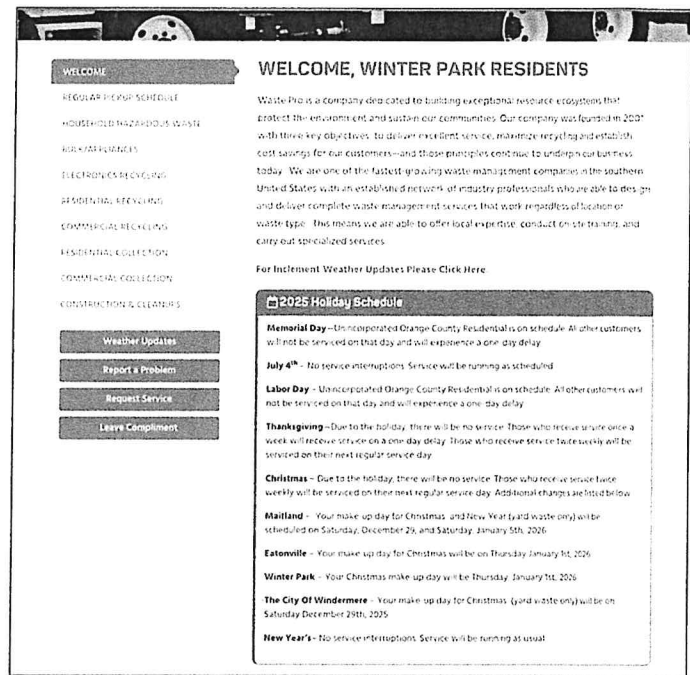 WELCOME
REGULAR PICKUP SCHEDULE
HOUSEHOLD HAZARDOUS WASTE
BULK/APPLIANCES
ELECTRONICS RECYCLING
RESIDENTIAL RECYCLING
COMMERCIAL RECYCLING
RESIDENTIAL COLLECTION
COMMERCIAL COLLECTION
CONSTRUCTION & CLEANUPS
Weather Updates
Report a Problem
Request Service
Leave Compliment
WELCOME, WINTER PARK RESIDENTS
Waste Pro is a company dedicated to building exceptional resource ecosystems that
protect the environment and sustain our communities. Our company was founded in 2001
with three key objectives: to deliver excellent service, maximize recycling and establish
cost savings for our customers—and those principles continue to underpin our business
today. We are one of the fastest-growing waste management companies in the southern
United States with an established network of industry professionals who are able to design
and deliver complete waste management services that work regardless of location or
waste type. This means we are able to offer local expertise, conduct on-site training, and
carry out specialized services.
For Inclement Weather Updates Please Click Here
2025 Holiday Schedule
Memorial Day – Unincorporated Orange County Residential is on schedule. All other customers
will not be serviced on that day and will experience a one day delay
July 4th - No service interruptions. Service will be running as scheduled
Labor Day - Unincorporated Orange County Residential is on schedule. All other customers will
not be serviced on that day and will experience a one-day delay
Thanksgiving – Due to the holiday, there will be no service. Those who receive service once a
week will receive service on a one day delay. Those who receive service twice weekly will be
serviced on their next regular service day
Christmas – Due to the holiday, there will be no service. Those who receive service twice
weekly will be serviced on their next regular service day. Additional changes are listed below
Maitland - Your make up day for Christmas and New Year (yard waste only) will be
scheduled on Saturday, December 29, and Saturday, January 5th, 2026
Eatonville - Your make up day for Christmas will be on Thursday January 1st, 2026
Winter Park - Your Christmas make up day will be Thursday January 1st, 2026
The City Of Windermere - Your make up day for Christmas (yard waste only) will be on
Saturday December 29th, 2025
New Year's - No service interruptions. Service will be running as usual